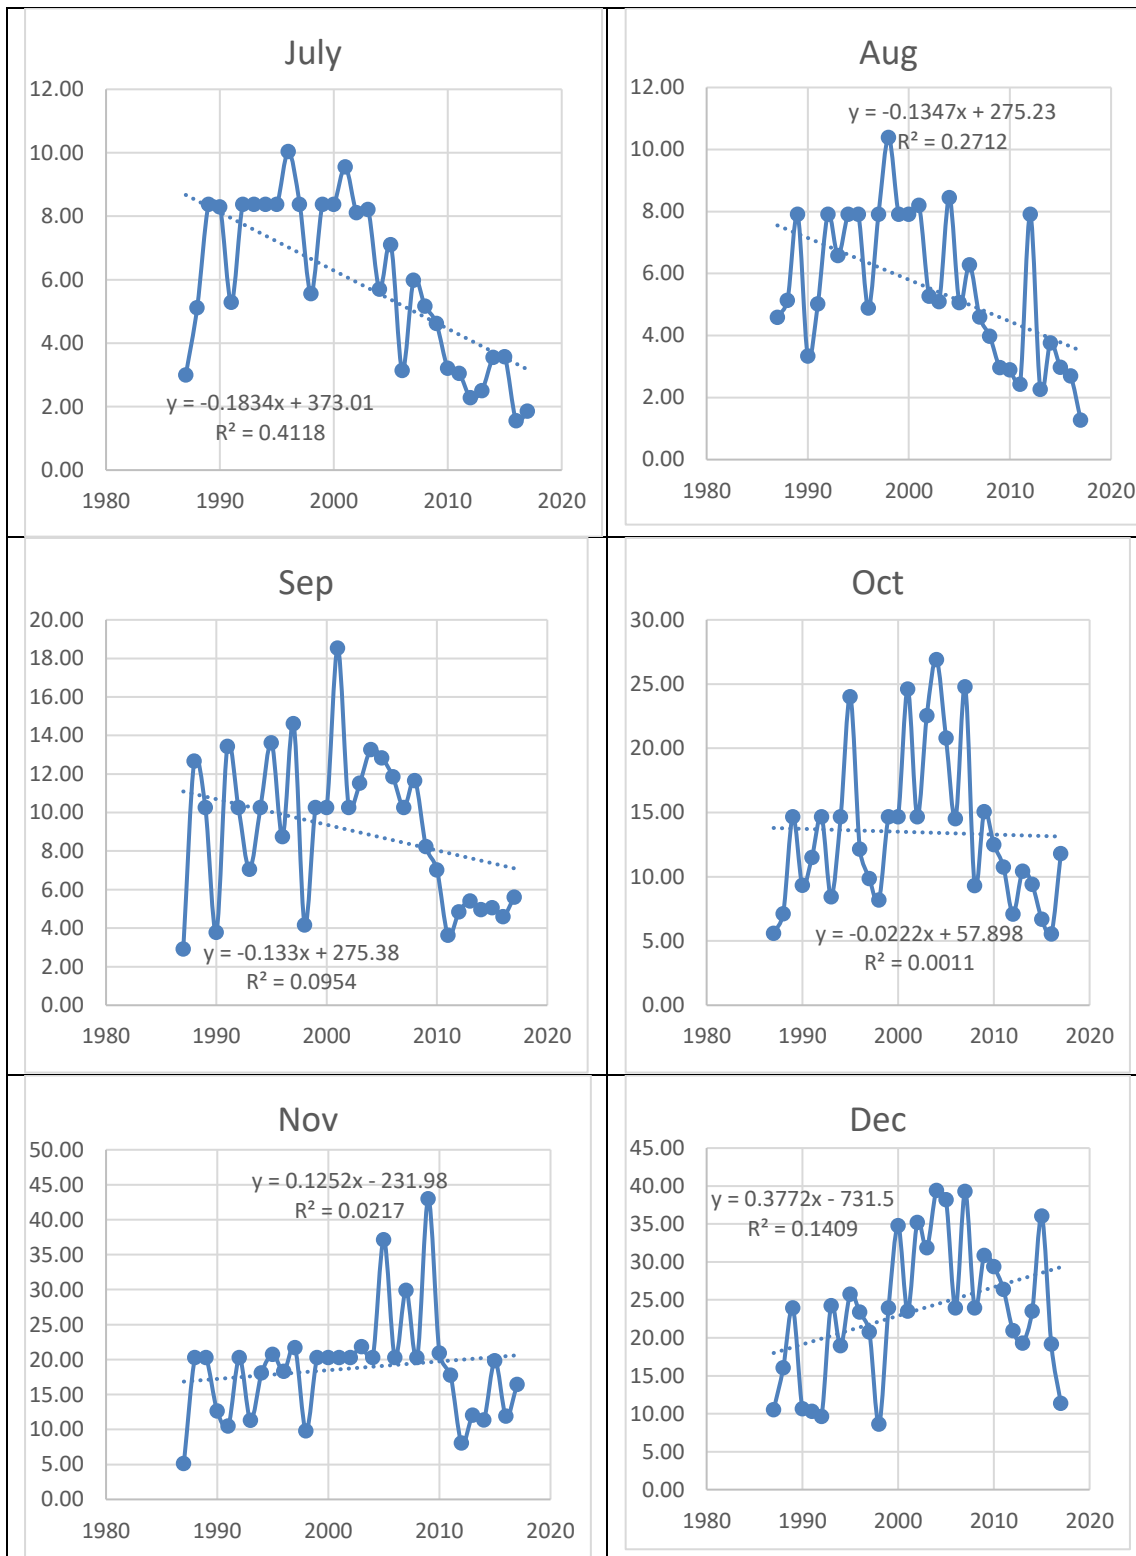 July
12.00
10.00
8.00
6.00
4.00
2.00
0.00
y = -0.1834x + 373.01
R² = 0.4118
1980 1990 2000 2010 2020
Aug
12.00
10.00
8.00
6.00
4.00
2.00
0.00
y = -0.1347x + 275.23
R² = 0.2712
1980 1990 2000 2010 2020
Sep
20.00
18.00
16.00
14.00
12.00
10.00
8.00
6.00
4.00
2.00
0.00
y = -0.133x + 275.38
R² = 0.0954
1980 1990 2000 2010 2020
Oct
30.00
25.00
20.00
15.00
10.00
5.00
0.00
y = -0.0222x + 57.898
R² = 0.0011
1980 1990 2000 2010 2020
Nov
50.00
45.00
40.00
35.00
30.00
25.00
20.00
15.00
10.00
5.00
0.00
y = 0.1252x - 231.98
R² = 0.0217
1980 1990 2000 2010 2020
Dec
45.00
40.00
35.00
30.00
25.00
20.00
15.00
10.00
5.00
0.00
y = 0.3772x - 731.5
R² = 0.1409
1980 1990 2000 2010 2020